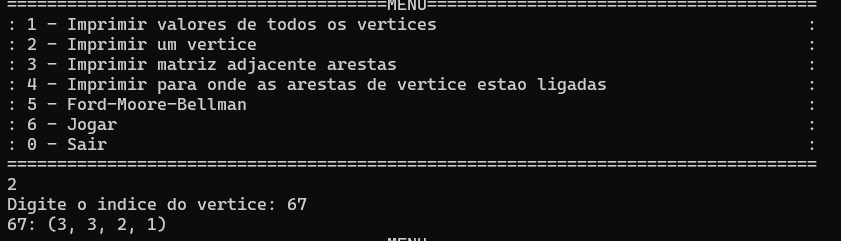 ======================================MENU=======================================
: 1 - Imprimir valores de todos os vertices :
: 2 - Imprimir um vertice :
: 3 - Imprimir matriz adjacente arestas :
: 4 - Imprimir para onde as arestas de vertice estao ligadas :
: 5 - Ford-Moore-Bellman :
: 6 - Jogar :
: 0 - Sair :
=================================================================================
2
Digite o indice do vertice: 67
67: (3, 3, 2, 1)
MENU